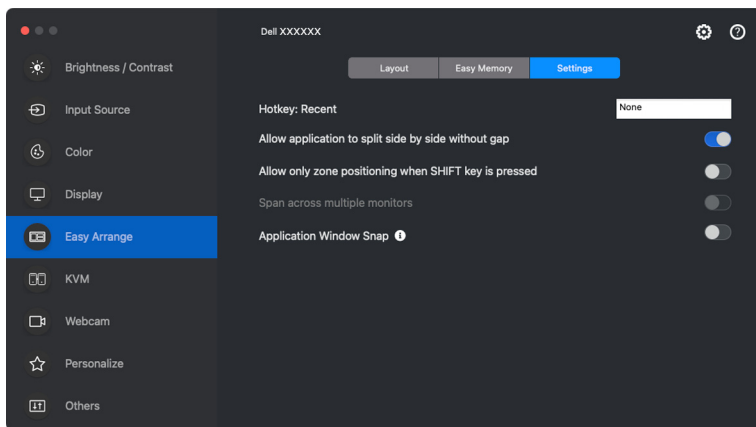 Dell XXXXXX
Brightness / Contrast
Input Source
Color
Display
Easy Arrange
KVM
Webcam
Personalize
Others
Layout
Easy Memory
Settings
Hotkey: Recent
None
Allow application to split side by side without gap
Allow only zone positioning when SHIFT key is pressed
Span across multiple monitors
Application Window Snap